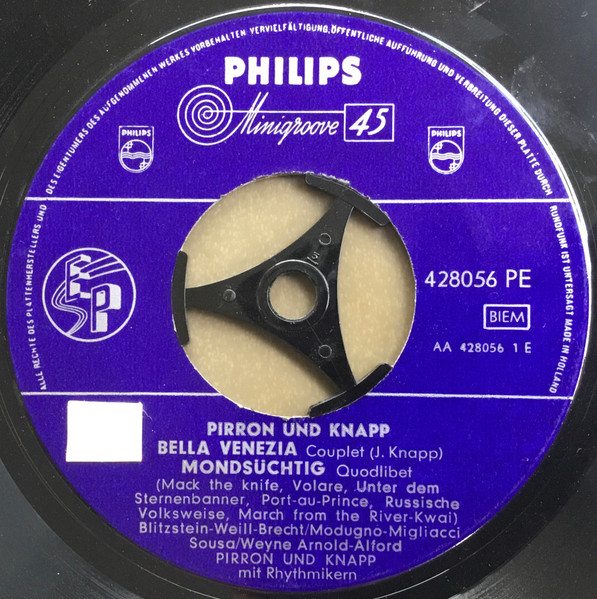 ALLE RECHTE DES PLATTENHERSTELLERS UND DES EIGENTUMERS DES AUFGENOMMENEN WERKES VORBEHALTEN VERVIELFÄLTIGUNG, ÖFFENTLICHE AUFFÜHRUNG UND VERBREITUNG DIESER PLATTE DURCH RUNDFUNK IST UNTERSAGT MADE IN HOLLAND
PHILIPS
Minigroove 45
PHILIPS
PHILIPS
EP
428056 PE
BIEM
AA 428056 1 E
PIRRON UND KNAPP
BELLA VENEZIA Couplet (J. Knapp)
MONDSÜCHTIG Quodlibet
(Mack the knife, Volare, Unter dem
Sternenbanner, Port-au-Prince, Russische
Volksweise, March from the River-Kwai)
Blitzstein-Weill-Brecht/Modugno-Migliacci
Sousa/Weyne Arnold-Alford
PIRRON UND KNAPP
mit Rhythmikern